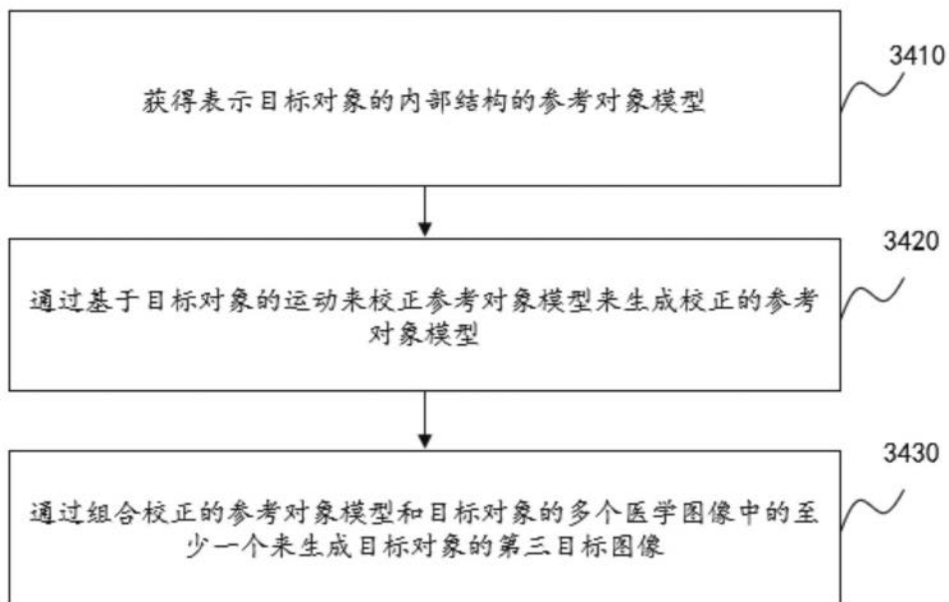 3410
获得表示目标对象的内部结构的参考对象模型
3420
通过基于目标对象的运动来校正参考对象模型来生成校正的参考
对象模型
3430
通过组合校正的参考对象模型和目标对象的多个医学图像中的至
少一个来生成目标对象的第三目标图像